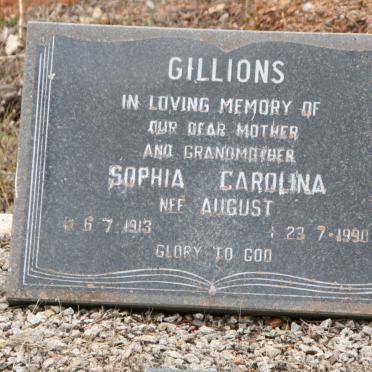 GILLIONS
IN LOVING MEMORY OF
OUR DEAR MOTHER
AND GRANDMOTHER
SOPHIA CAROLINA
NEE AUGUST
* 6·7·1913 † 23·7·1990
GLORY TO GOD